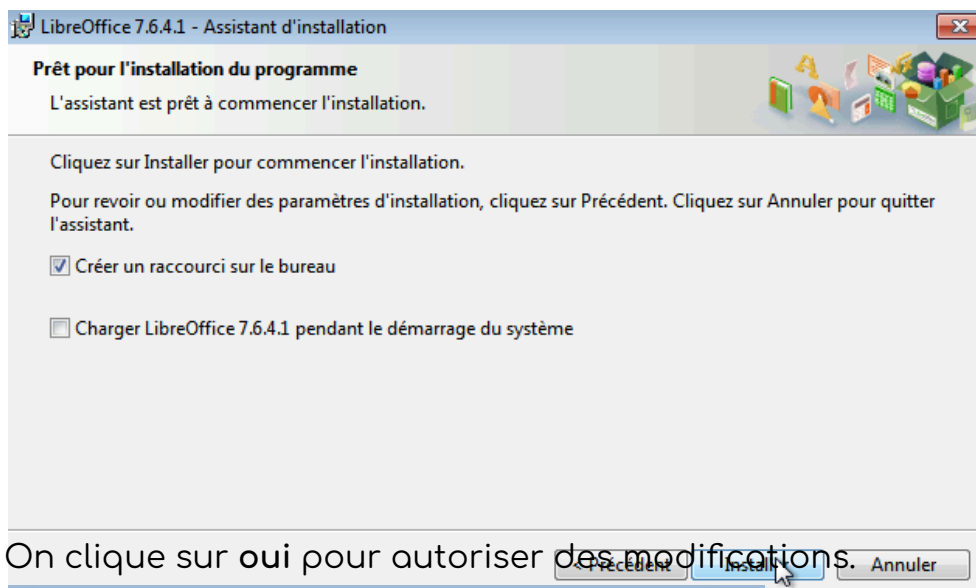 LibreOffice 7.6.4.1 - Assistant d'installation
Prêt pour l'installation du programme
L'assistant est prêt à commencer l'installation.
Cliquez sur Installer pour commencer l'installation.
Pour revoir ou modifier des paramètres d'installation, cliquez sur Précédent. Cliquez sur Annuler pour quitter
l'assistant.
Créer un raccourci sur le bureau
Charger LibreOffice 7.6.4.1 pendant le démarrage du système
On clique sur oui pour autoriser des modifications.
< Précédent Installer Annuler